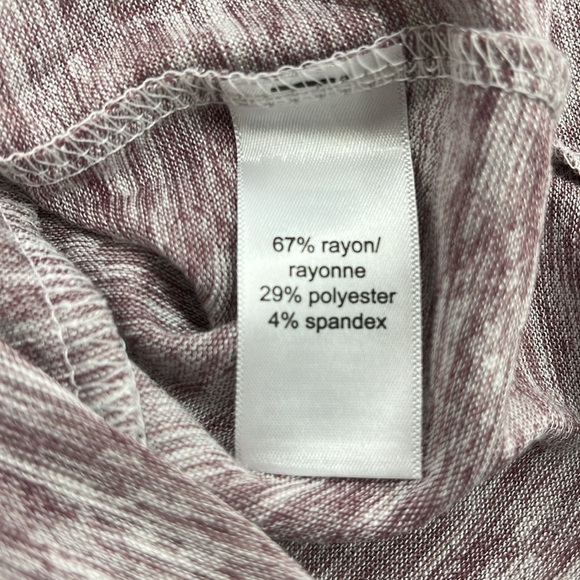 67% rayon/
rayonne
29% polyester
4% spandex